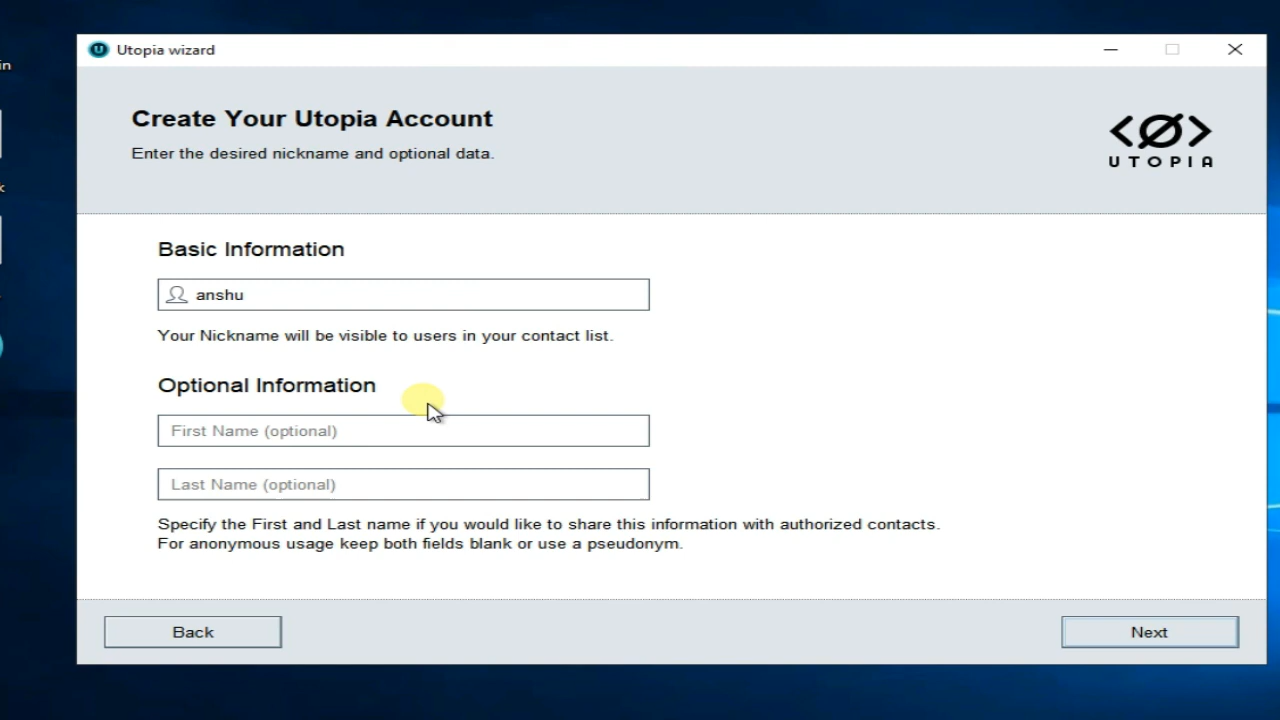 Utopia wizard
in
Create Your Utopia Account
Enter the desired nickname and optional data.
UTOPIA
k
Basic Information
anshu
Your Nickname will be visible to users in your contact list.
Optional Information
First Name (optional)
Last Name (optional)
Specify the First and Last name if you would like to share this information with authorized contacts.
For anonymous usage keep both fields blank or use a pseudonym.
Back
Next